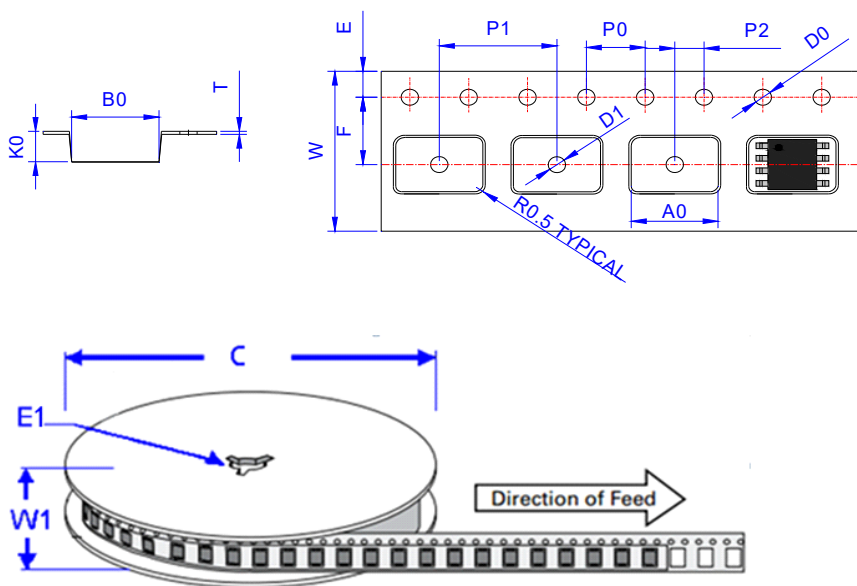 E
P1
P0
P2
D0
T
B0
K0
W
F
D1
A0
R0.5 TYPICAL
C
E1
W1
Direction of Feed